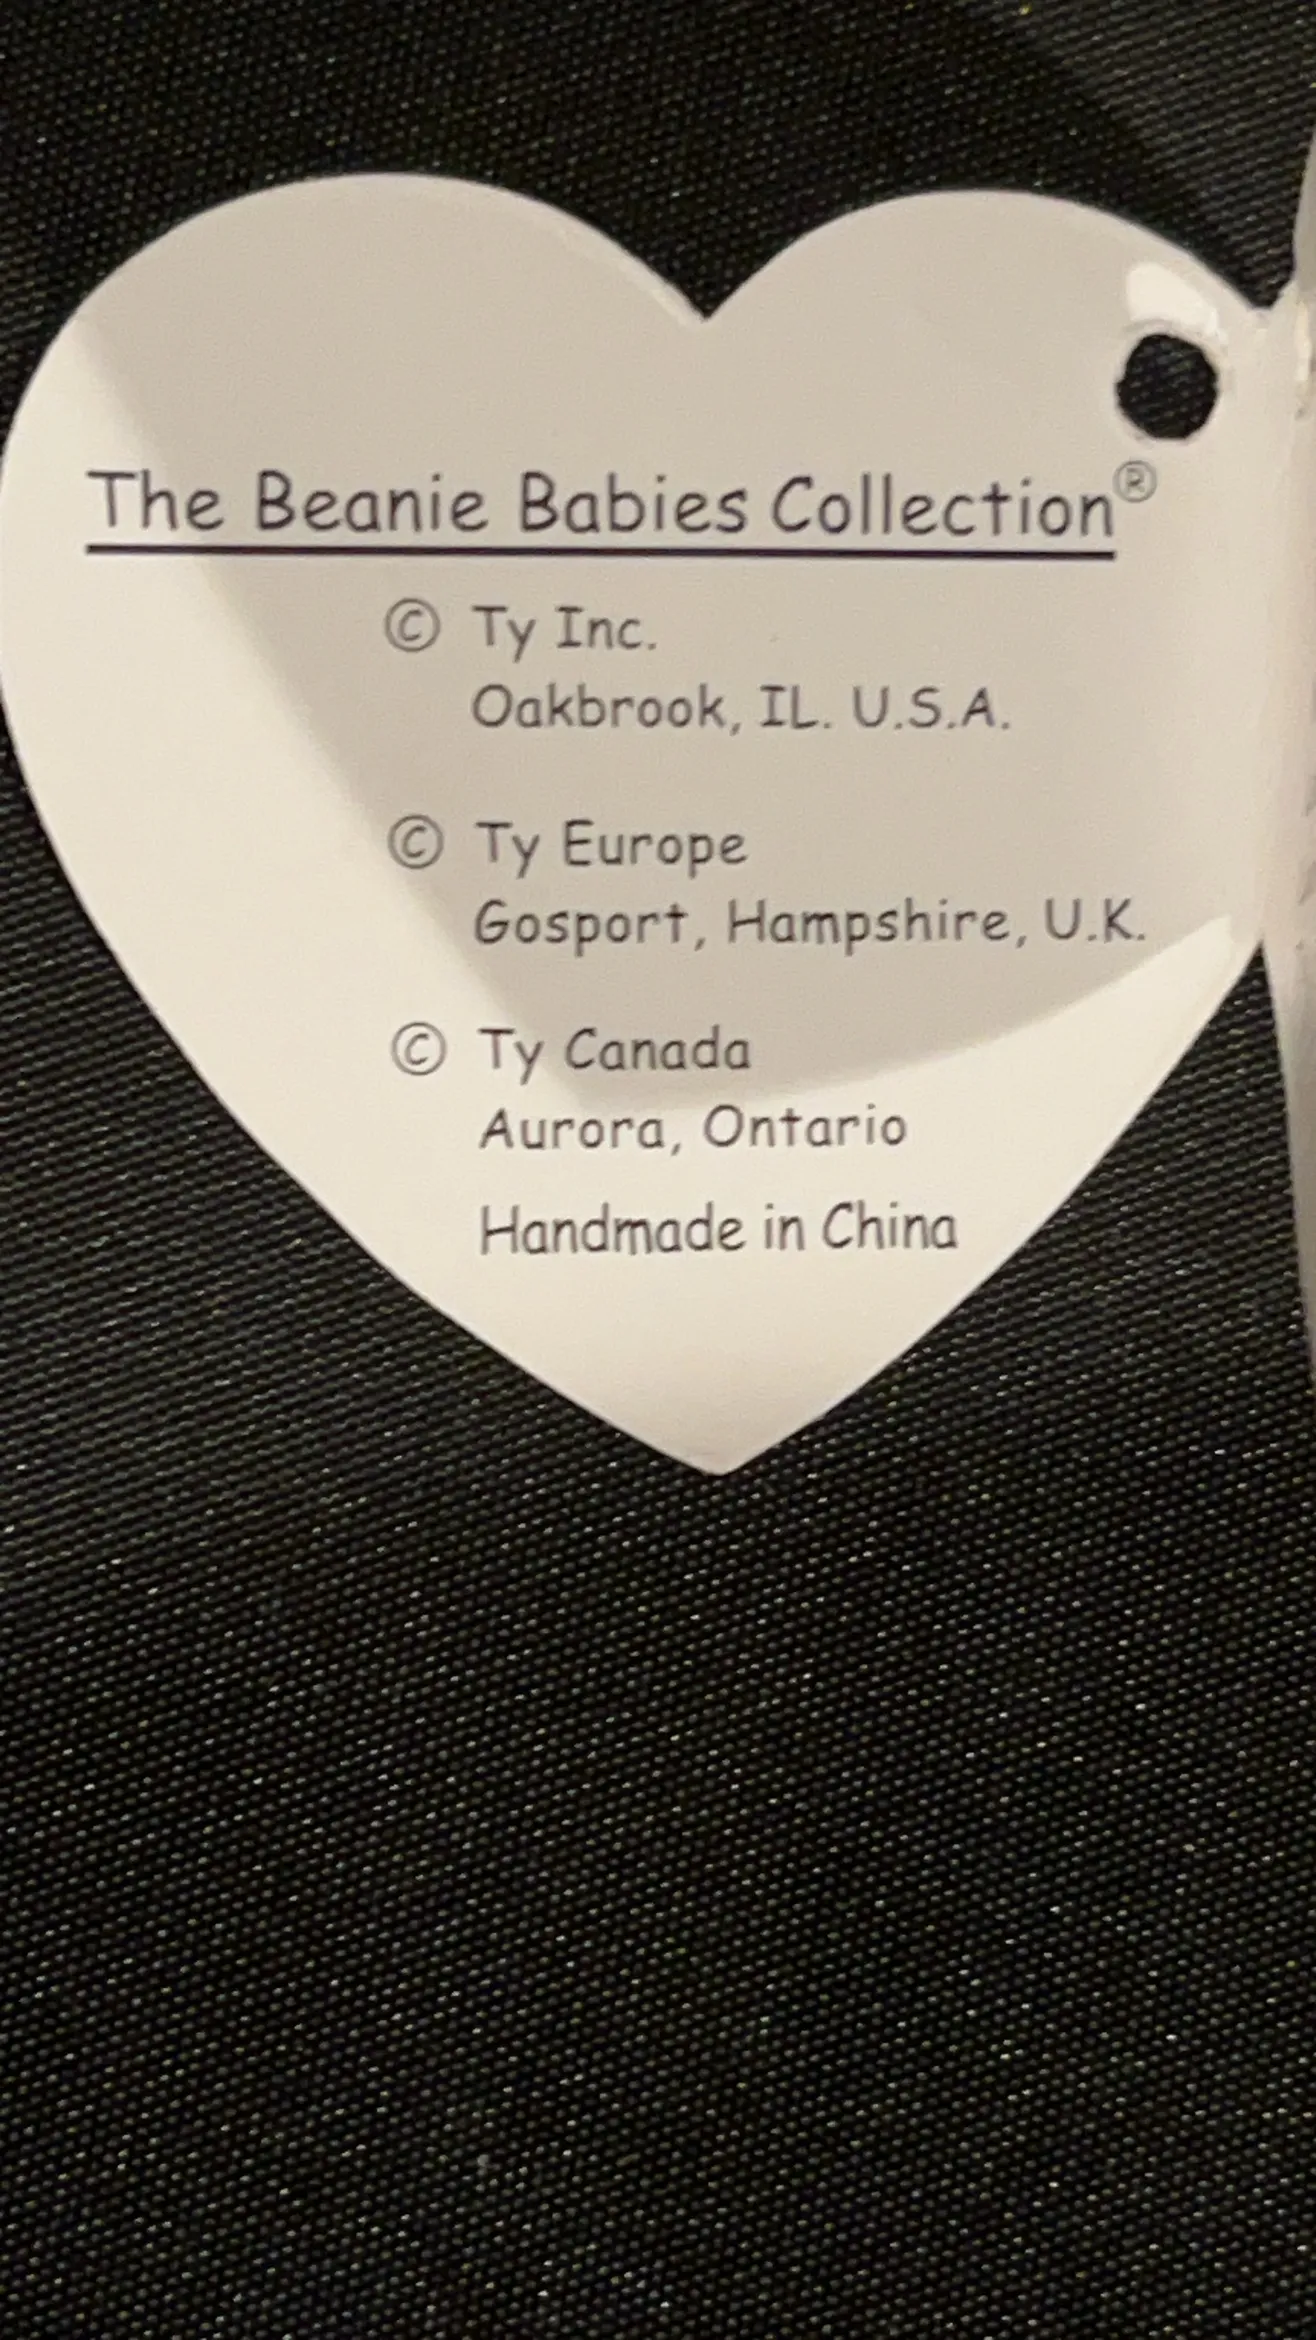 The Beanie Babies Collection®
© Ty Inc.
Oakbrook, IL. U.S.A.
© Ty Europe
Gosport, Hampshire, U.K.
© Ty Canada
Aurora, Ontario
Handmade in China